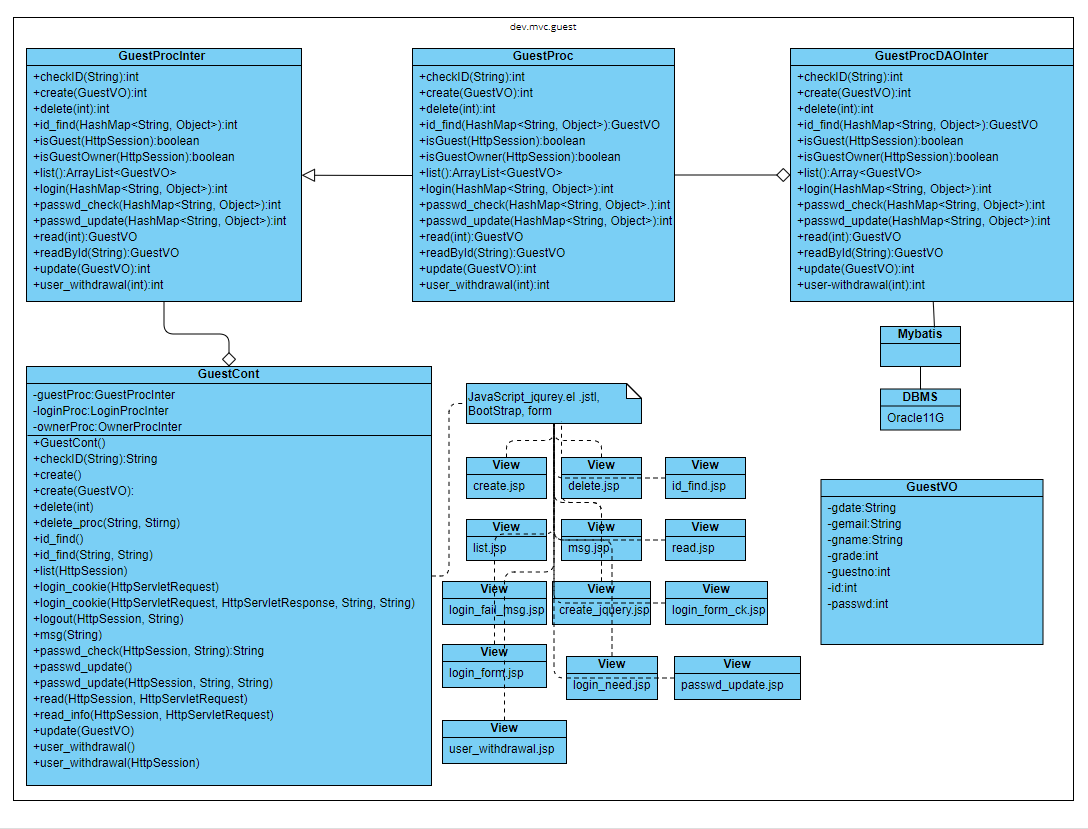 dev.mvc.guest
GuestProcInter
+checkID(String):int
+create(GuestVO):int
+delete(int):int
+id_find(HashMap<String, Object>):int
+isGuest(HttpSession):boolean
+isGuestOwner(HttpSession):boolean
+list():ArrayList<GuestVO>
+login(HashMap<String, Object>):int
+passwd_check(HashMap<String, Object>):int
+passwd_update(HashMap<String, Object>):int
+read(int):GuestVO
+readById(String):GuestVO
+update(GuestVO):int
+user_withdrawal(int):int
GuestProc
+checkID(String):int
+create(GuestVO):int
+delete(int):int
+id_find(HashMap<String, Object>):GuestVO
+isGuest(HttpSession):boolean
+isGuestOwner(HttpSession):boolean
+list():ArrayList<GuestVO>
+login(HashMap<String, Object>):int
+passwd_check(HashMap<String, Object>.):int
+passwd_update(HashMap<String, Object>):int
+read(int):GuestVO
+readById(String):GuestVO
+update(GuestVO):int
+user_withdrawal(int):int
GuestProcDAOInter
+checkID(String):int
+create(GuestVO):int
+delete(int):int
+id_find(HashMap<String, Object>):GuestVO
+isGuest(HttpSession):boolean
+isGuestOwner(HttpSession):boolean
+list():Array<GuestVO>
+login(HashMap<String, Object>):int
+passwd_check(HashMap<String, Object>):int
+passwd_update(HashMap<String, Object>):int
+read(int):GuestVO
+readById(String):GuestVO
+update(GuestVO):int
+user-withdrawal(int):int
Mybatis
DBMS
Oracle11G
GuestCont
-guestProc:GuestProcInter
-loginProc:LoginProcInter
-ownerProc:OwnerProcInter
+GuestCont()
+checkID(String):String
+create()
+create(GuestVO):
+delete(int)
+delete_proc(String, Stirng)
+id_find()
+id_find(String, String)
+list(HttpSession)
+login_cookie(HttpServletRequest)
+login_cookie(HttpServletRequest, HttpServletResponse, String, String)
+logout(HttpSession, String)
+msg(String)
+passwd_check(HttpSession, String):String
+passwd_update()
+passwd_update(HttpSession, String, String)
+read(HttpSession, HttpServletRequest)
+read_info(HttpSession, HttpServletRequest)
+update(GuestVO)
+user_withdrawal()
+user_withdrawal(HttpSession)
JavaScript_jqurey.el .jstl,
BootStrap, form
View
create.jsp
View
delete.jsp
View
id_find.jsp
View
list.jsp
View
msg.jsp
View
read.jsp
View
login_fail_msg.jsp
View
create_jquery.jsp
View
login_form_ck.jsp
View
login_form.jsp
View
login_need.jsp
View
passwd_update.jsp
View
user_withdrawal.jsp
GuestVO
-gdate:String
-gemail:String
-gname:String
-grade:int
-guestno:int
-id:int
-passwd:int